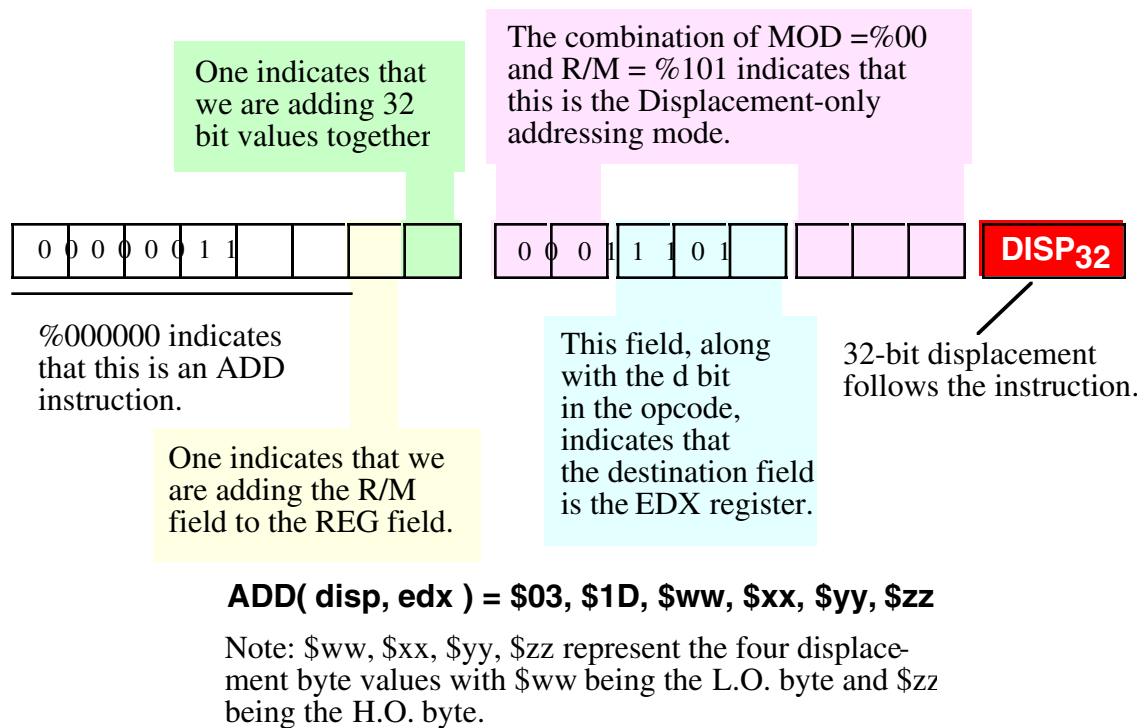 One indicates that
we are adding 32
bit values together
The combination of MOD =%00
and R/M = %101 indicates that
this is the Displacement-only
addressing mode.
0 0 0 0 0 0 1 1
0 0 0 1 1 1 0 1
DISP32
%000000 indicates
that this is an ADD
instruction.
This field, along
with the d bit
in the opcode,
indicates that
the destination field
is the EDX register.
32-bit displacement
follows the instruction.
One indicates that we
are adding the R/M
field to the REG field.
ADD( disp, edx ) = $03, $1D, $ww, $xx, $yy, $zz
Note: $ww, $xx, $yy, $zz represent the four displace-
ment byte values with $ww being the L.O. byte and $zz
being the H.O. byte.